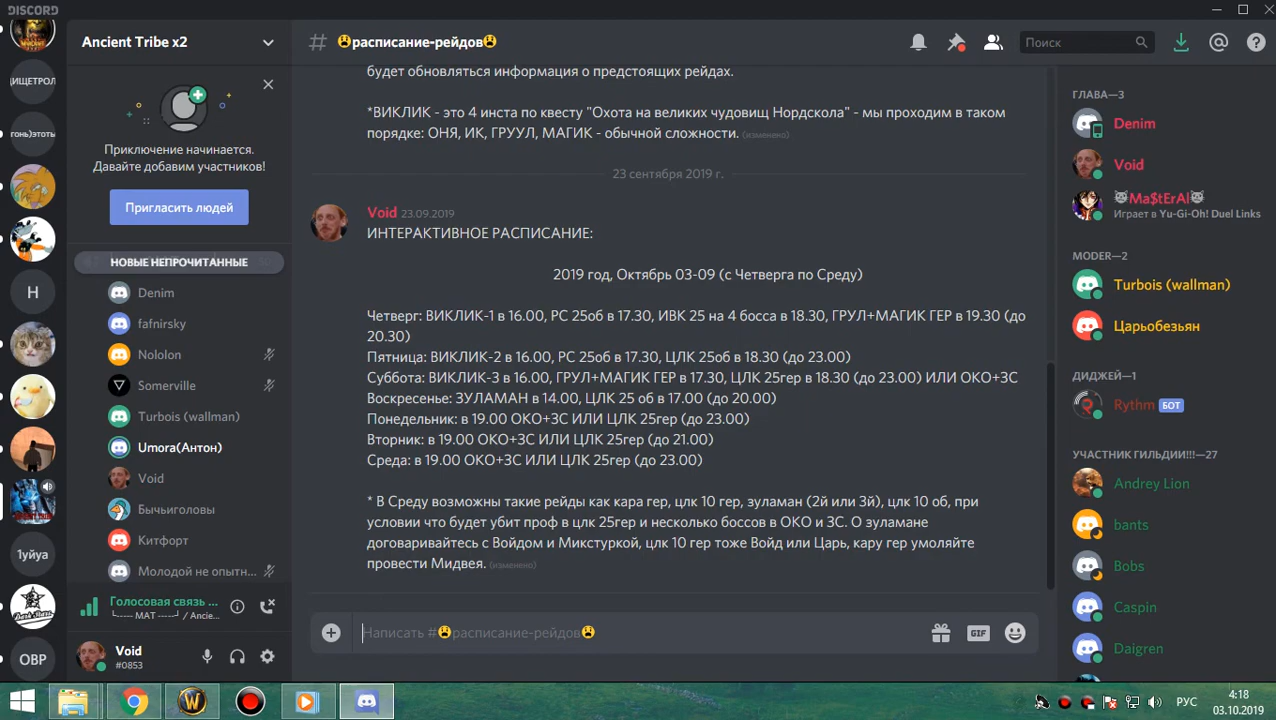 DISCORD
Ancient Tribe x2
Приключение начинается.
Давайте добавим участников!
Пригласить людей
НОВЫЕ НЕПРОЧИТАННЫЕ
Denim
fafnirsky
Nololon
Somerville
Turbois (wallman)
Umora(Антон)
Void
Бычьиголовы
Китфорт
Молодой не опытн...
Голосовая связь ...
└----- МАТ -----┘ / Ancie...
Void
#0853
ИЩЕТРОЛ
гонь)этоты
Н
1уйуа
ОВР
# 😫расписание-рейдов😫
Поиск
будет обновляться информация о предстоящих рейдах.
*ВИКЛИК - это 4 инста по квесту "Охота на великих чудовищ Нордскола" - мы проходим в таком
порядке: ОНЯ, ИК, ГРУУЛ, МАГИК - обычной сложности. (изменено)
23 сентября 2019 г.
Void 23.09.2019
ИНТЕРАКТИВНОЕ РАСПИСАНИЕ:
2019 год, Октябрь 03-09 (с Четверга по Среду)
Четверг: ВИКЛИК-1 в 16.00, РС 25об в 17.30, ИВК 25 на 4 босса в 18.30, ГРУЛ+МАГИК ГЕР в 19.30 (до
20.30)
Пятница: ВИКЛИК-2 в 16.00, РС 25об в 17.30, ЦЛК 25об в 18.30 (до 23.00)
Суббота: ВИКЛИК-3 в 16.00, ГРУЛ+МАГИК ГЕР в 17.30, ЦЛК 25гер в 18.30 (до 23.00) ИЛИ ОКО+ЗС
Воскресенье: ЗУЛАМАН в 14.00, ЦЛК 25 об в 17.00 (до 20.00)
Понедельник: в 19.00 ОКО+ЗС ИЛИ ЦЛК 25гер (до 23.00)
Вторник: в 19.00 ОКО+ЗС ИЛИ ЦЛК 25гер (до 21.00)
Среда: в 19.00 ОКО+ЗС ИЛИ ЦЛК 25гер (до 23.00)
* В Среду возможны такие рейды как кара гер, цлк 10 гер, зуламан (2й или 3й), цлк 10 об, при
условии что будет убит проф в цлк 25гер и несколько боссов в ОКО и ЗС. О зуламане
договаривайтесь с Войдом и Микстуркой, цлк 10 гер тоже Войд или Царь, кару гер умоляйте
провести Мидвея. (изменено)
Написать #😫расписание-рейдов😫
GIF
ГЛАВА—3
Denim
Void
Ma$tErAl
Играет в Yu-Gi-Oh! Duel Links
MODER—2
Turbois (wallman)
Царьобезьян
ДИДЖЕЙ—1
Rythm БОТ
УЧАСТНИК ГИЛЬДИИ!!!—27
Andrey Lion
bants
Bobs
Caspin
Daigren
РУС
4:18
03.10.2019